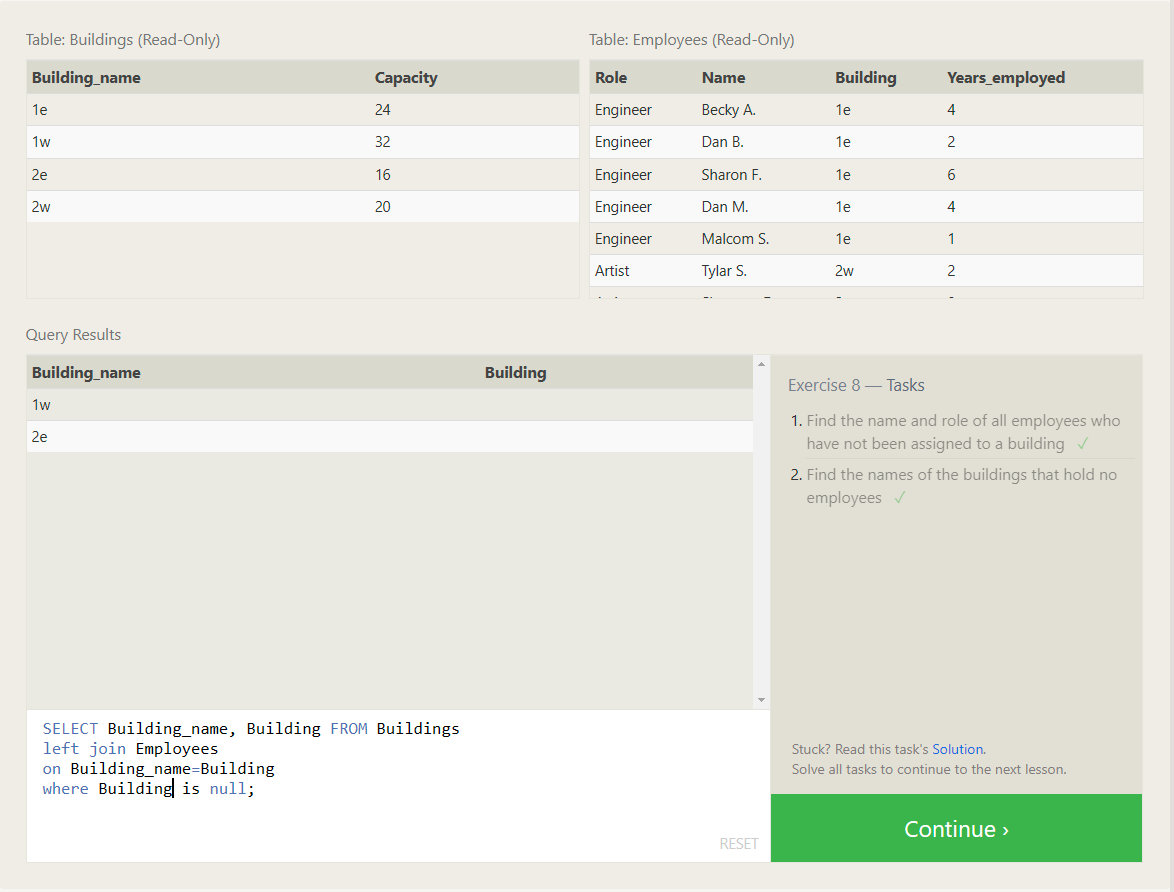 Table: Buildings (Read-Only)
Building_name Capacity
1e 24
1w 32
2e 16
2w 20
Table: Employees (Read-Only)
Role Name Building Years_employed
Engineer Becky A. 1e 4
Engineer Dan B. 1e 2
Engineer Sharon F. 1e 6
Engineer Dan M. 1e 4
Engineer Malcom S. 1e 1
Artist Tylar S. 2w 2
Query Results
Building_name Building
1w
2e
SELECT Building_name, Building FROM Buildings
left join Employees
on Building_name=Building
where Building is null;
RESET
Exercise 8 — Tasks
1. Find the name and role of all employees who
have not been assigned to a building ✓
2. Find the names of the buildings that hold no
employees ✓
Stuck? Read this task's Solution.
Solve all tasks to continue to the next lesson.
Continue ›